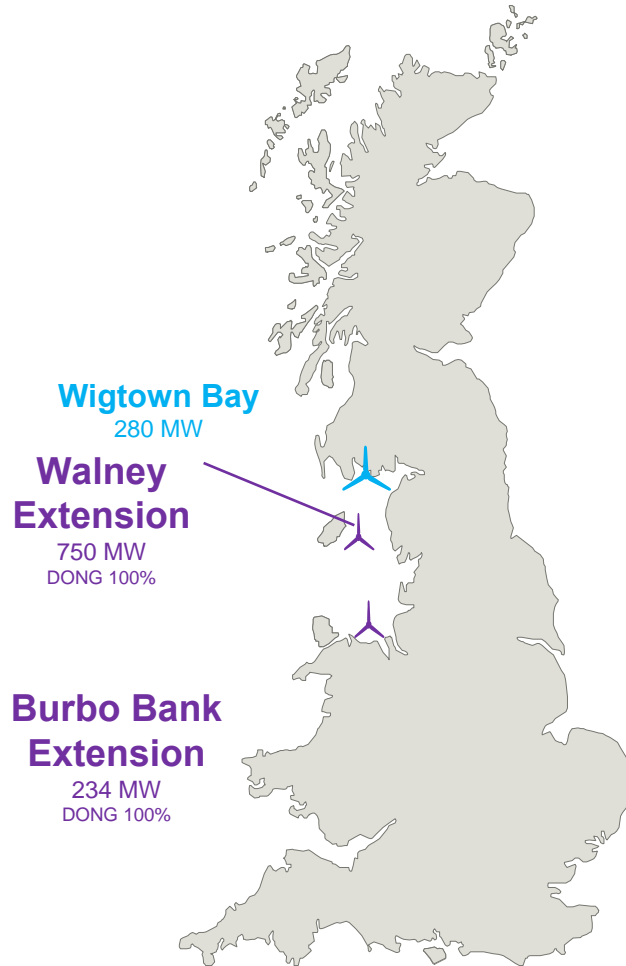 Wigtown Bay
280 MW
Walney
Extension
750 MW
DONG 100%
Burbo Bank
Extension
234 MW
DONG 100%